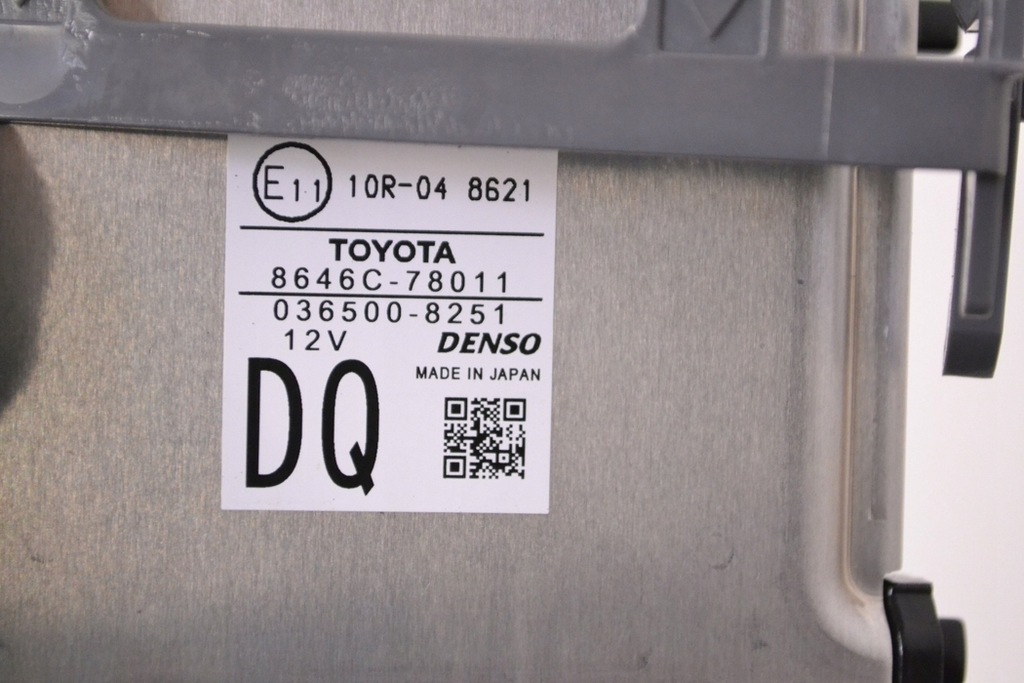 E11 10R-04 8621
TOYOTA
8646C-78011
036500-8251
12V DENSO
MADE IN JAPAN
DQ